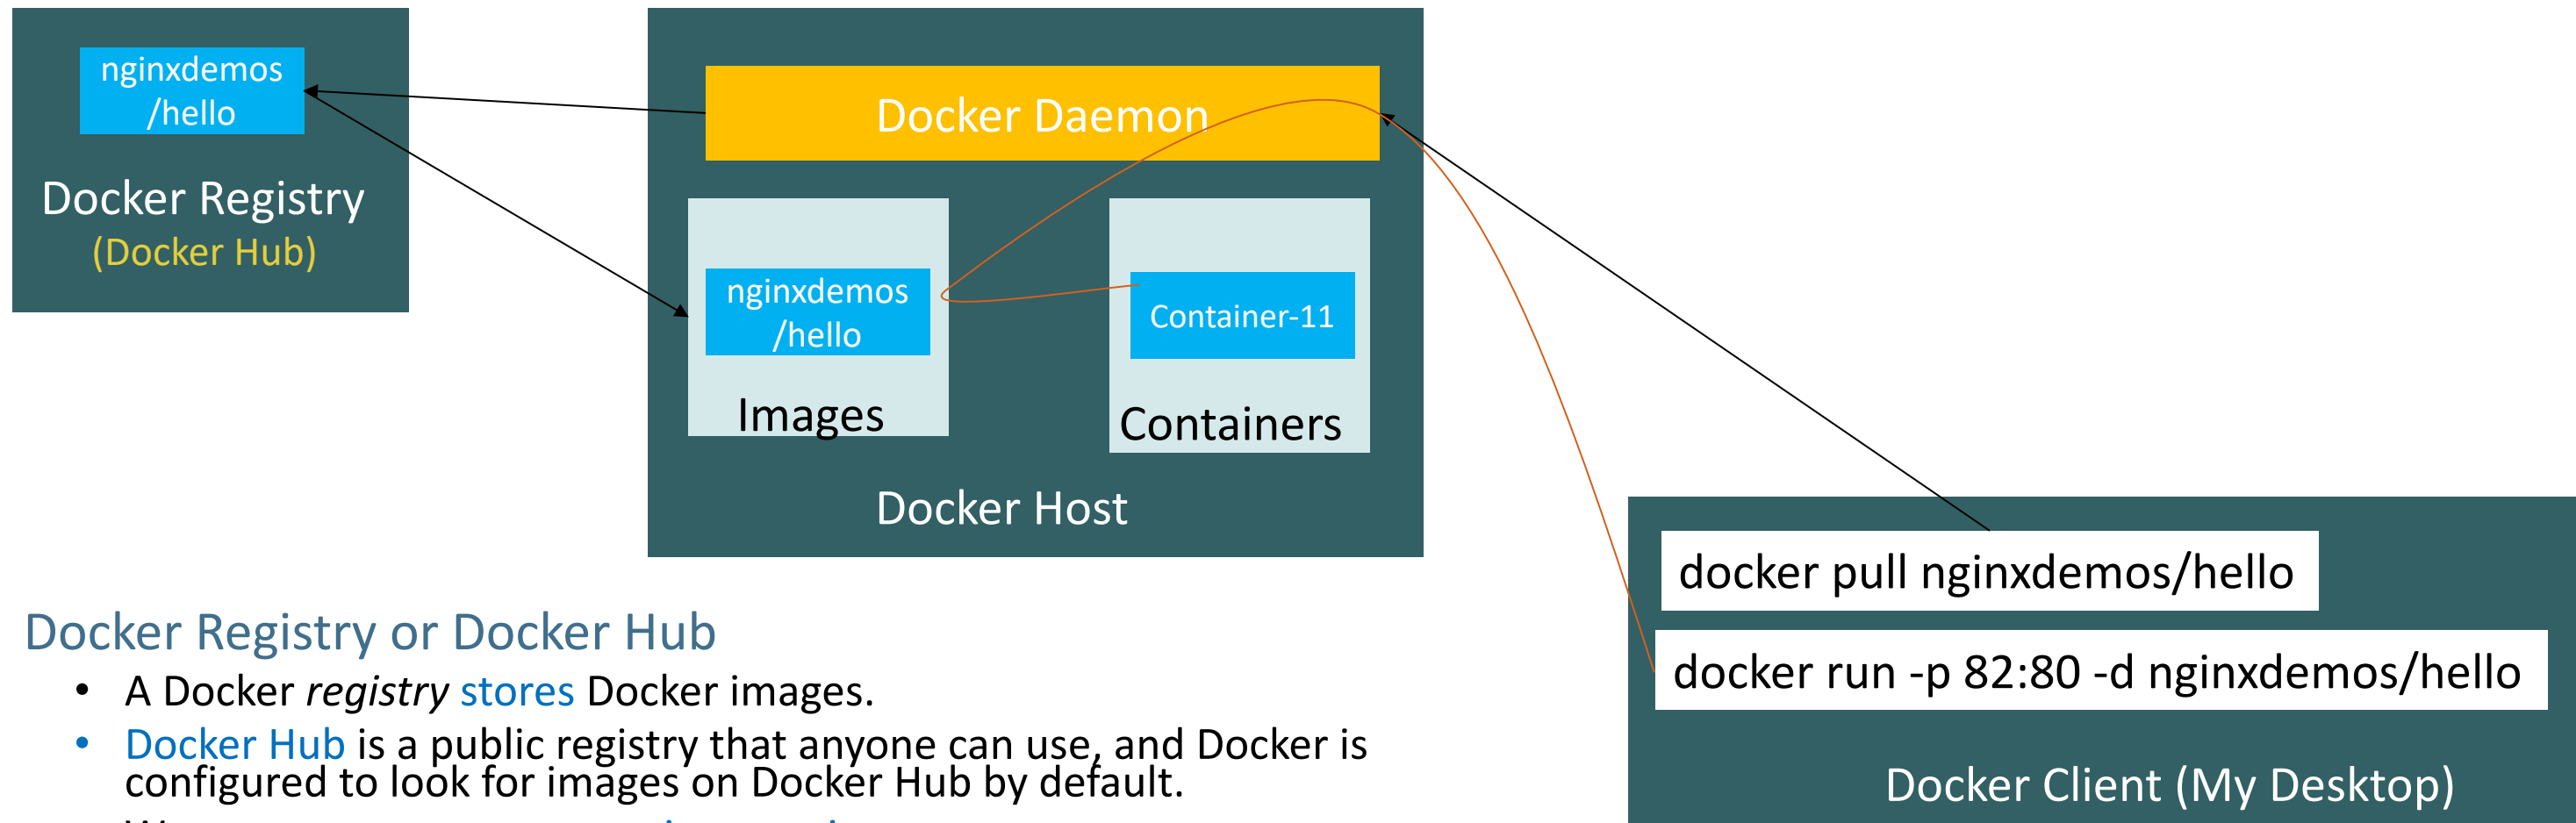 nginxdemos
/hello
Docker Registry
(Docker Hub)
Docker Daemon
nginxdemos
/hello
Images
Container-11
Containers
Docker Host
docker pull nginxdemos/hello
docker run -p 82:80 -d nginxdemos/hello
Docker Client (My Desktop)
Docker Registry or Docker Hub
• A Docker registry stores Docker images.
• Docker Hub is a public registry that anyone can use, and Docker is
configured to look for images on Docker Hub by default.